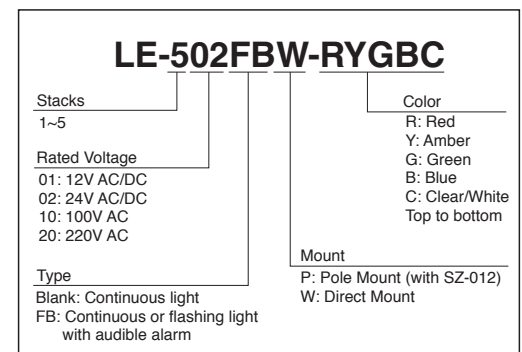 LE-502FBW-RYGBC
Stacks
1~5
Rated Voltage
01: 12V AC/DC
02: 24V AC/DC
10: 100V AC
20: 220V AC
Type
Blank: Continuous light
FB: Continuous or flashing light
with audible alarm
Color
R: Red
Y: Amber
G: Green
B: Blue
C: Clear/White
Top to bottom
Mount
P: Pole Mount (with SZ-012)
W: Direct Mount